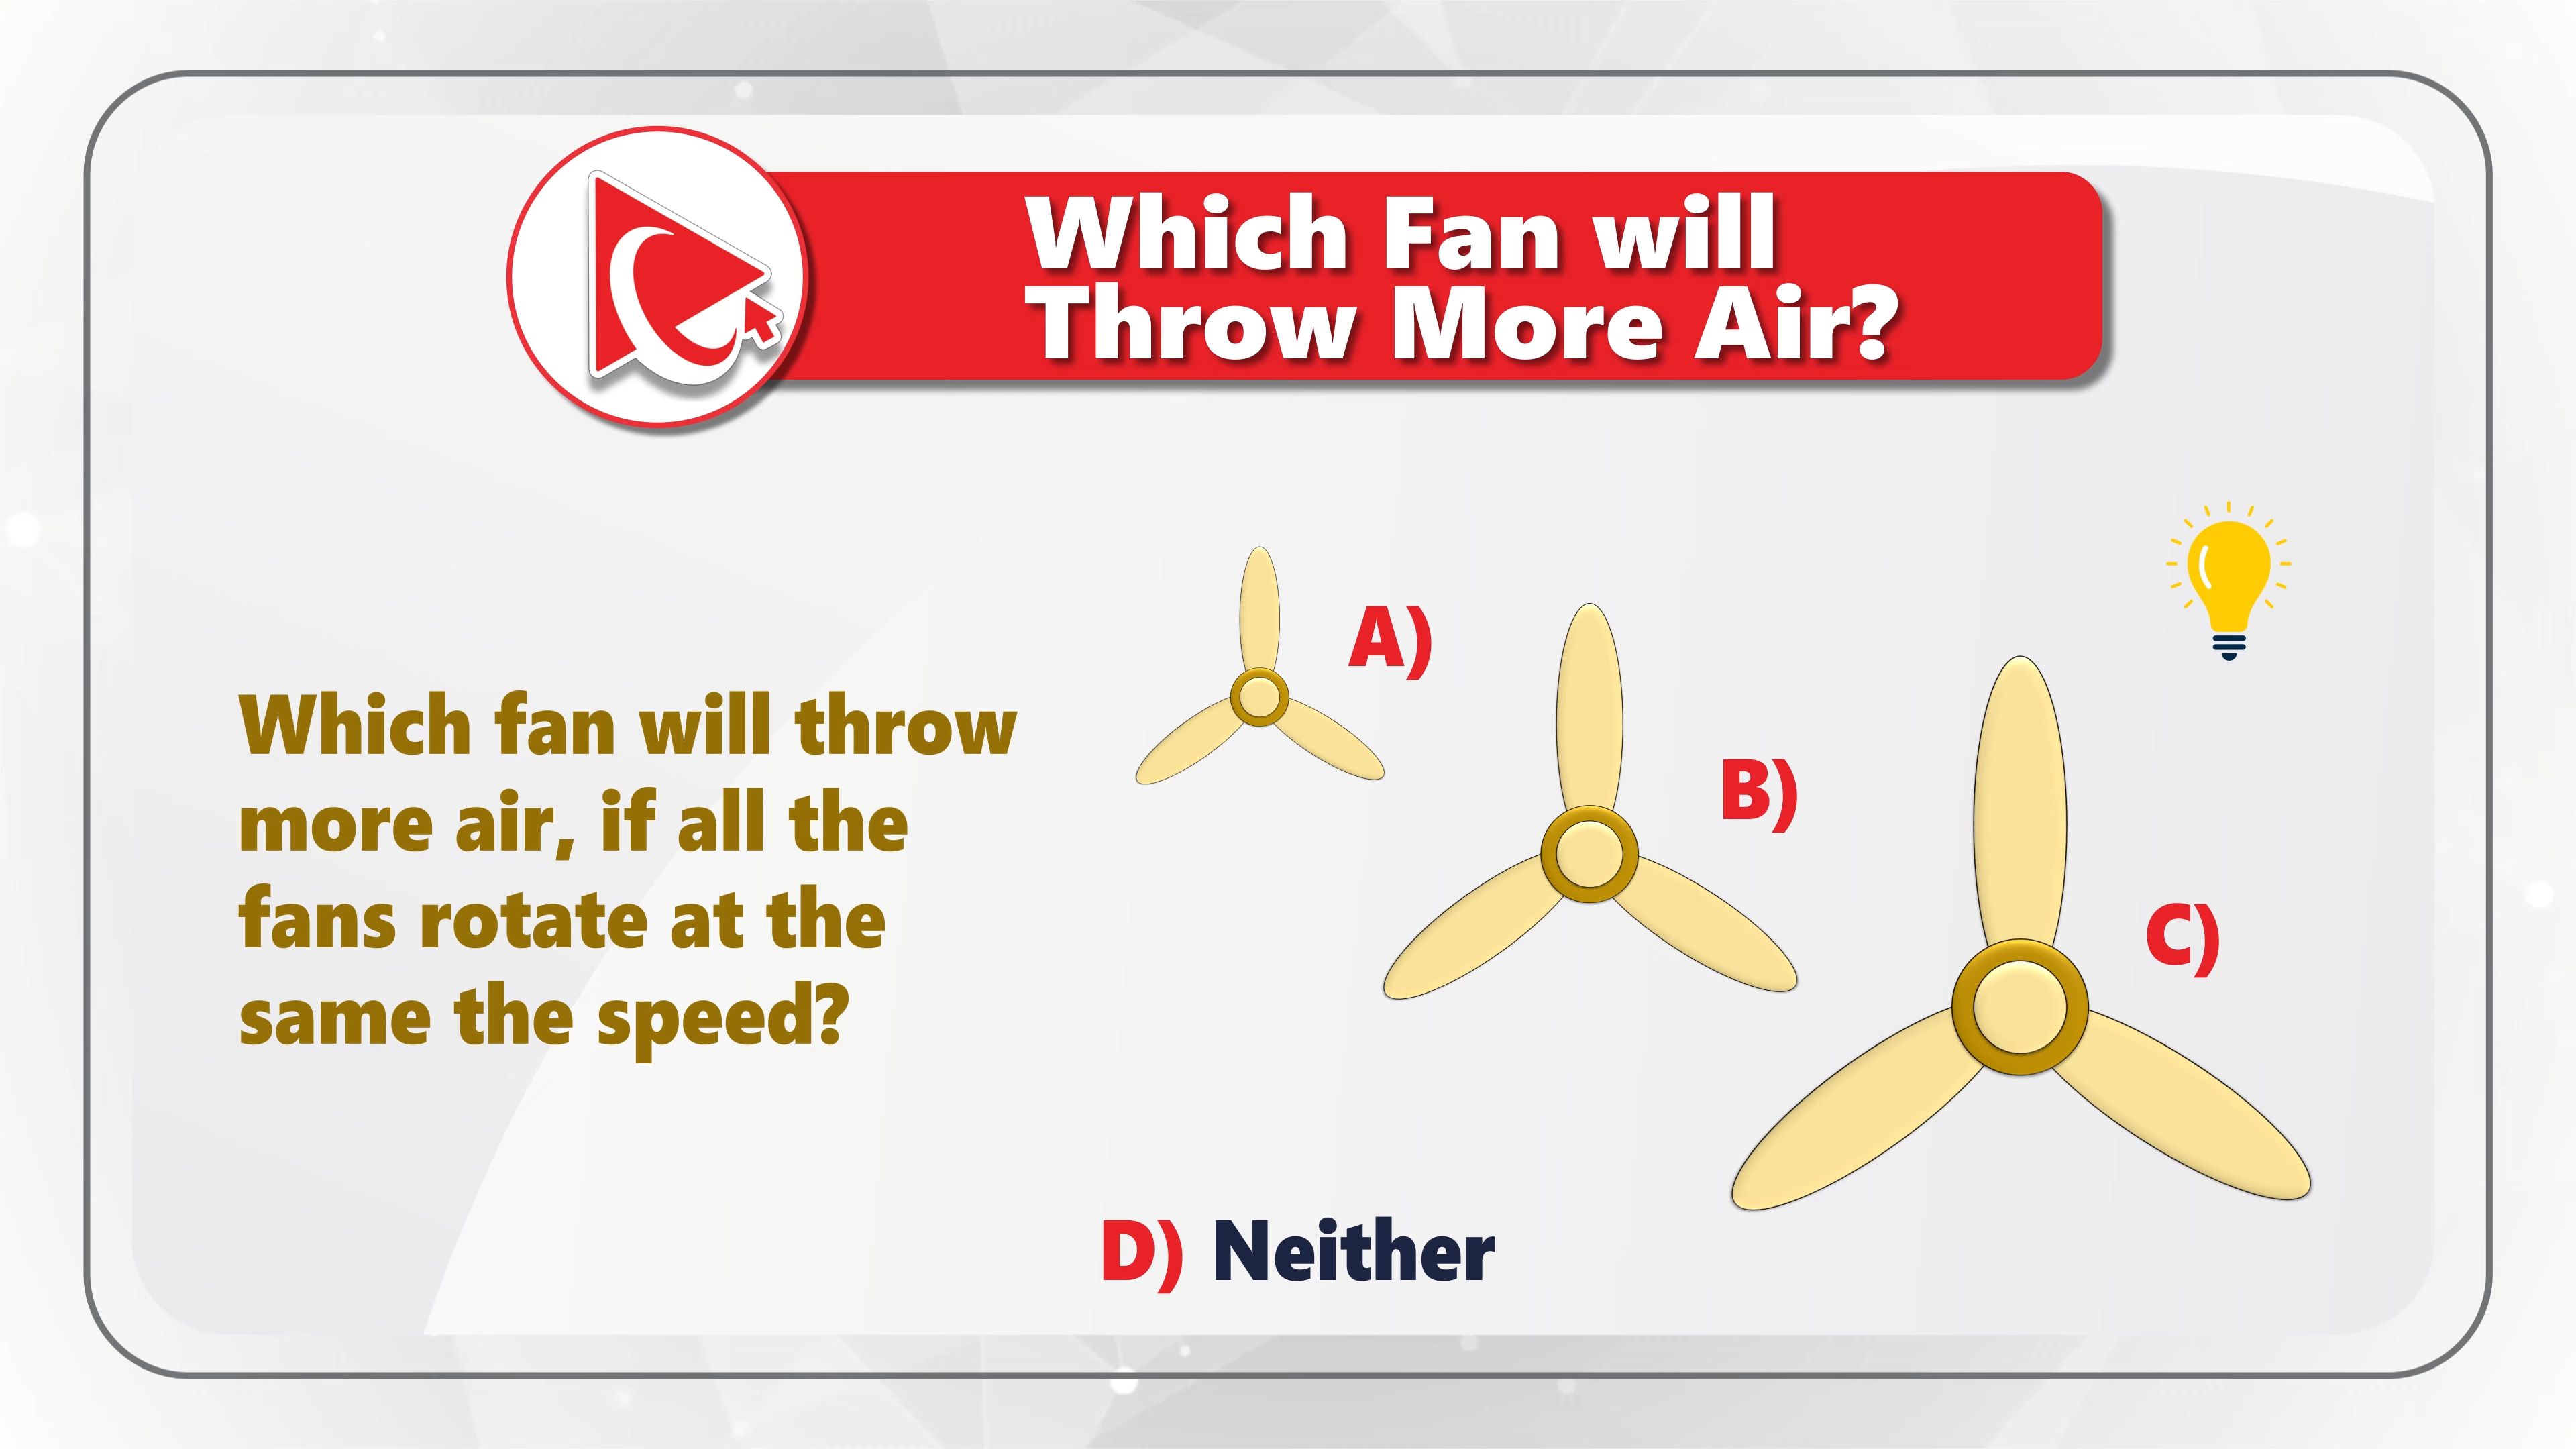 Which Fan will
Throw More Air?
Which fan will throw
more air, if all the
fans rotate at the
same the speed?
A)
B)
C)
D) Neither